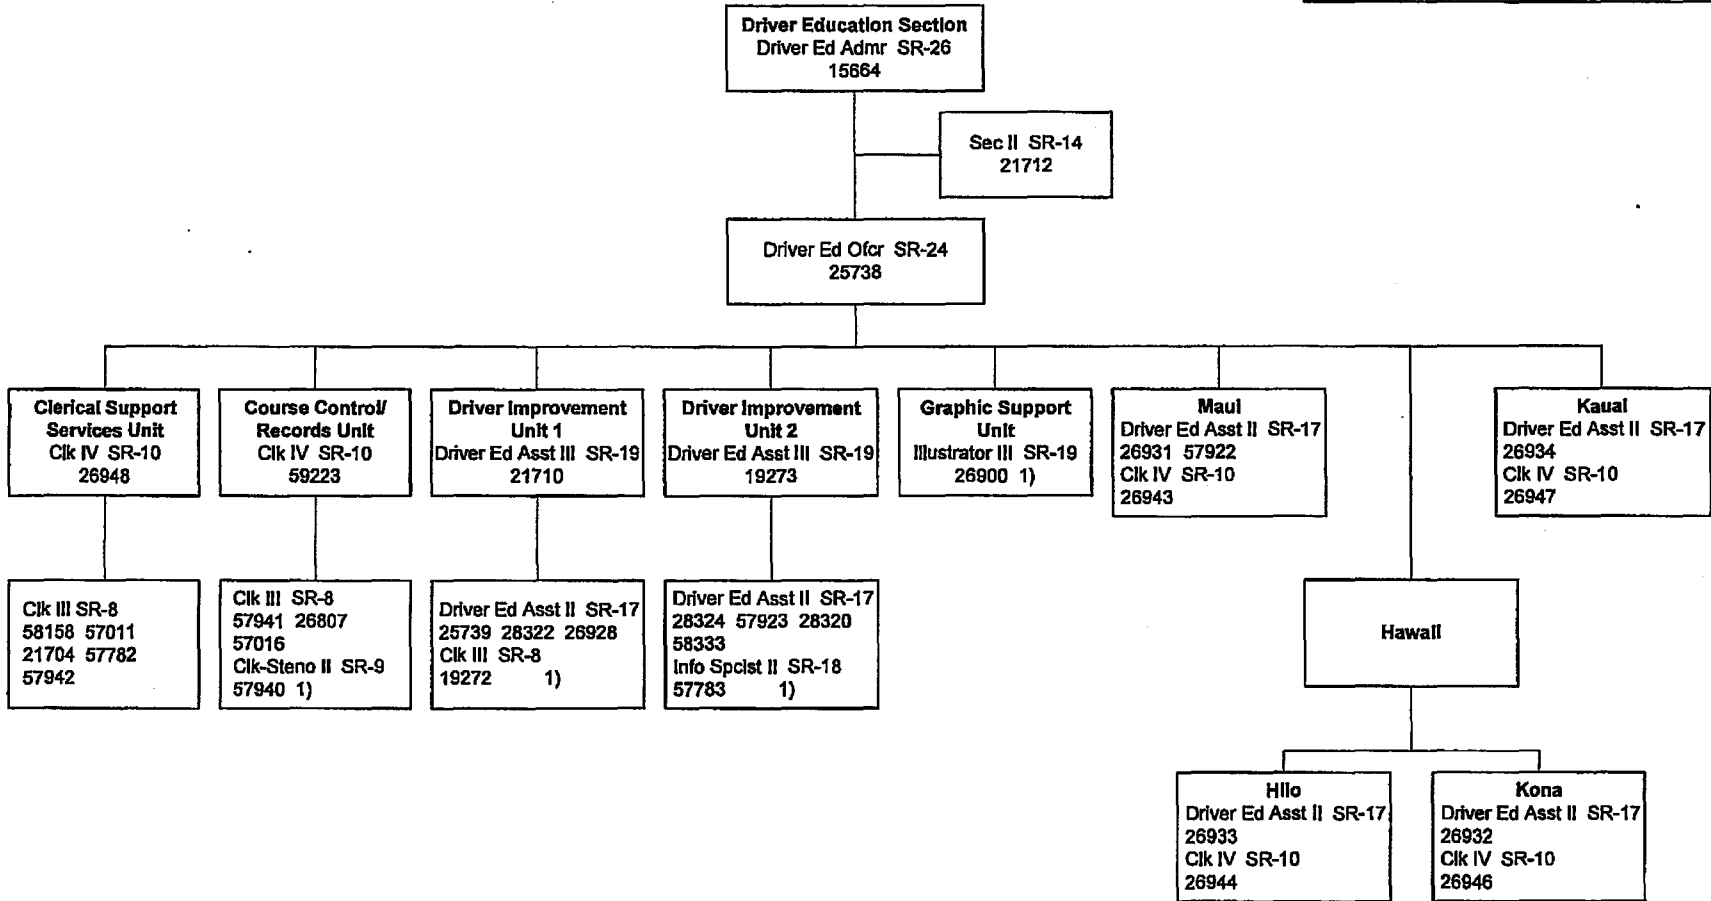 Driver Education Section
Driver Ed Admr SR-26
15664
Sec II SR-14
21712
Driver Ed Ofcr SR-24
25738
Clerical Support
Services Unit
Clk IV SR-10
26948
Course Control/
Records Unit
Clk IV SR-10
59223
Driver Improvement
Unit 1
Driver Ed Asst III SR-19
21710
Driver Improvement
Unit 2
Driver Ed Asst III SR-19
19273
Graphic Support
Unit
Illustrator III SR-19
26900 1)
Maui
Driver Ed Asst II SR-17
26931 57922
Clk IV SR-10
26943
Kauai
Driver Ed Asst II SR-17
26934
Clk IV SR-10
26947
Clk III SR-8
58158 57011
21704 57782
57942
Clk III SR-8
57941 26807
57016
Clk-Steno II SR-9
57940 1)
Driver Ed Asst II SR-17
25739 28322 26928
Clk III SR-8
19272 1)
Driver Ed Asst II SR-17
28324 57923 28320
58333
Info Spclst II SR-18
57783 1)
Hawaii
Hilo
Driver Ed Asst II SR-17
26933
Clk IV SR-10
26944
Kona
Driver Ed Asst II SR-17
26932
Clk IV SR-10
26946